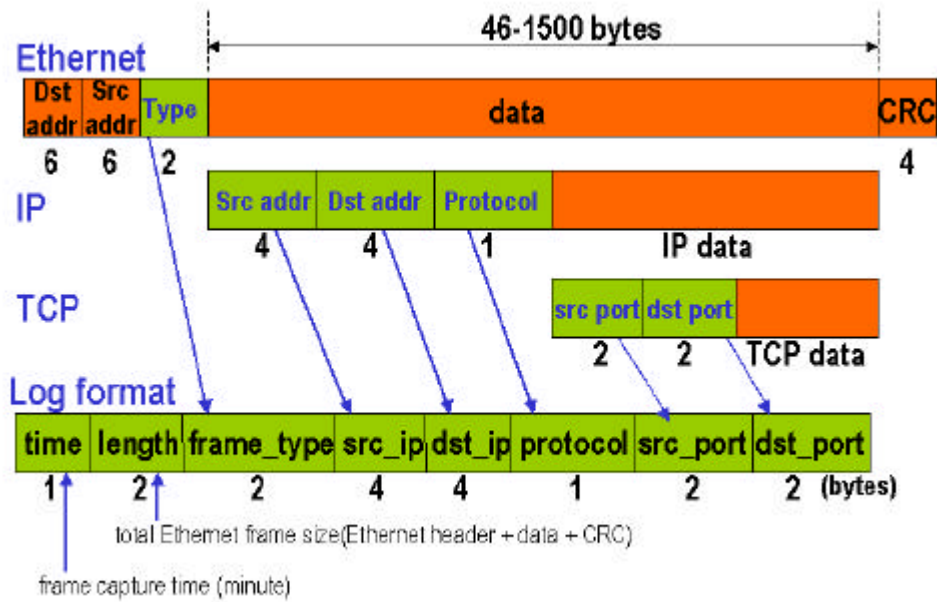 46-1500 bytes
Ethernet
Dst addr Src addr Type data CRC
6 6 2 4
IP
Src addr Dst addr Protocol
4 4 1 IP data
TCP
src port dst port
2 2 TCP data
Log format
time length frame_type src_ip dst_ip protocol src_port dst_port
1 2 2 4 4 1 2 2 (bytes)
total Ethernet frame size(Ethernet header + data + CRC)
frame capture time (minute)